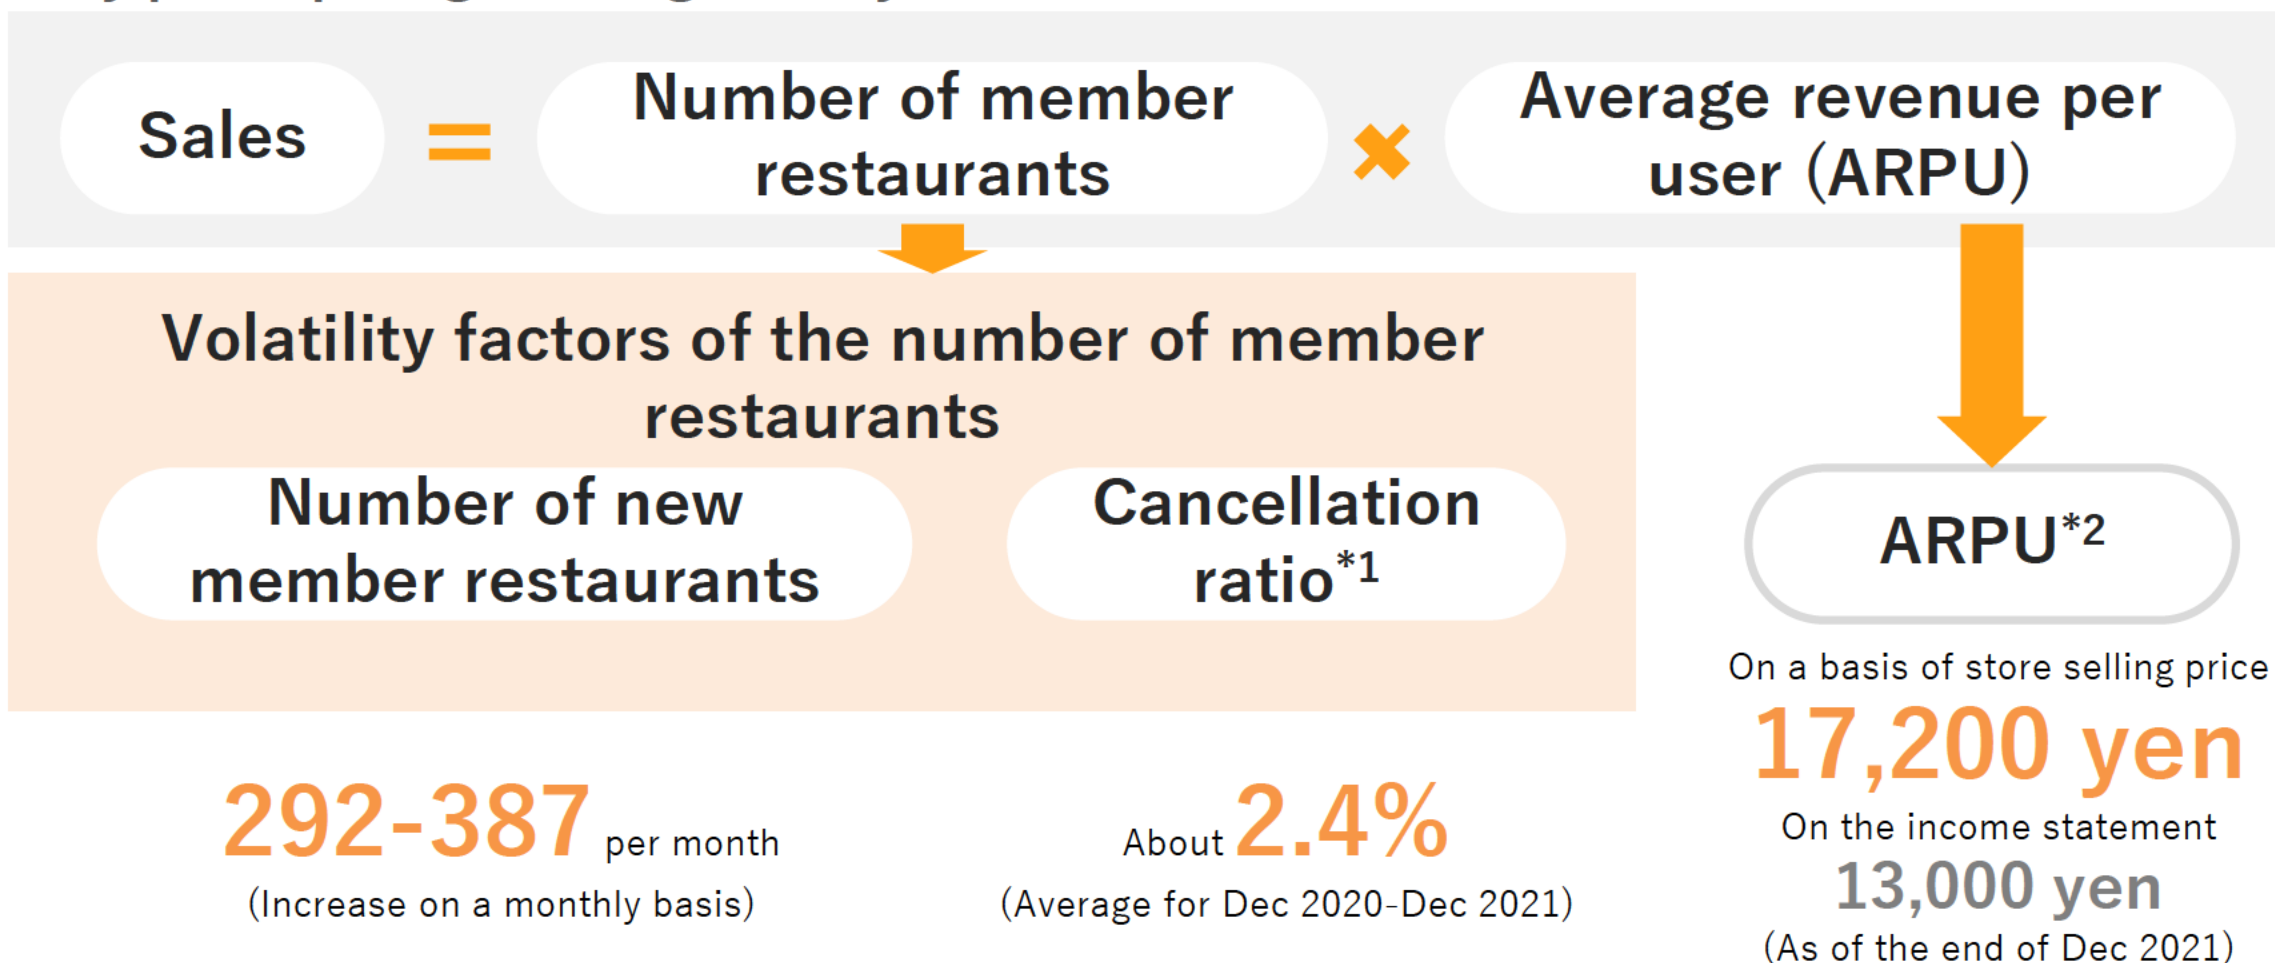 Sales = Number of member
restaurants × Average revenue per
user (ARPU)
Volatility factors of the number of member
restaurants
Number of new
member restaurants
Cancellation
ratio*1
ARPU*2
292-387 per month
(Increase on a monthly basis)
About 2.4%
(Average for Dec 2020-Dec 2021)
On a basis of store selling price
17,200 yen
On the income statement
13,000 yen
(As of the end of Dec 2021)